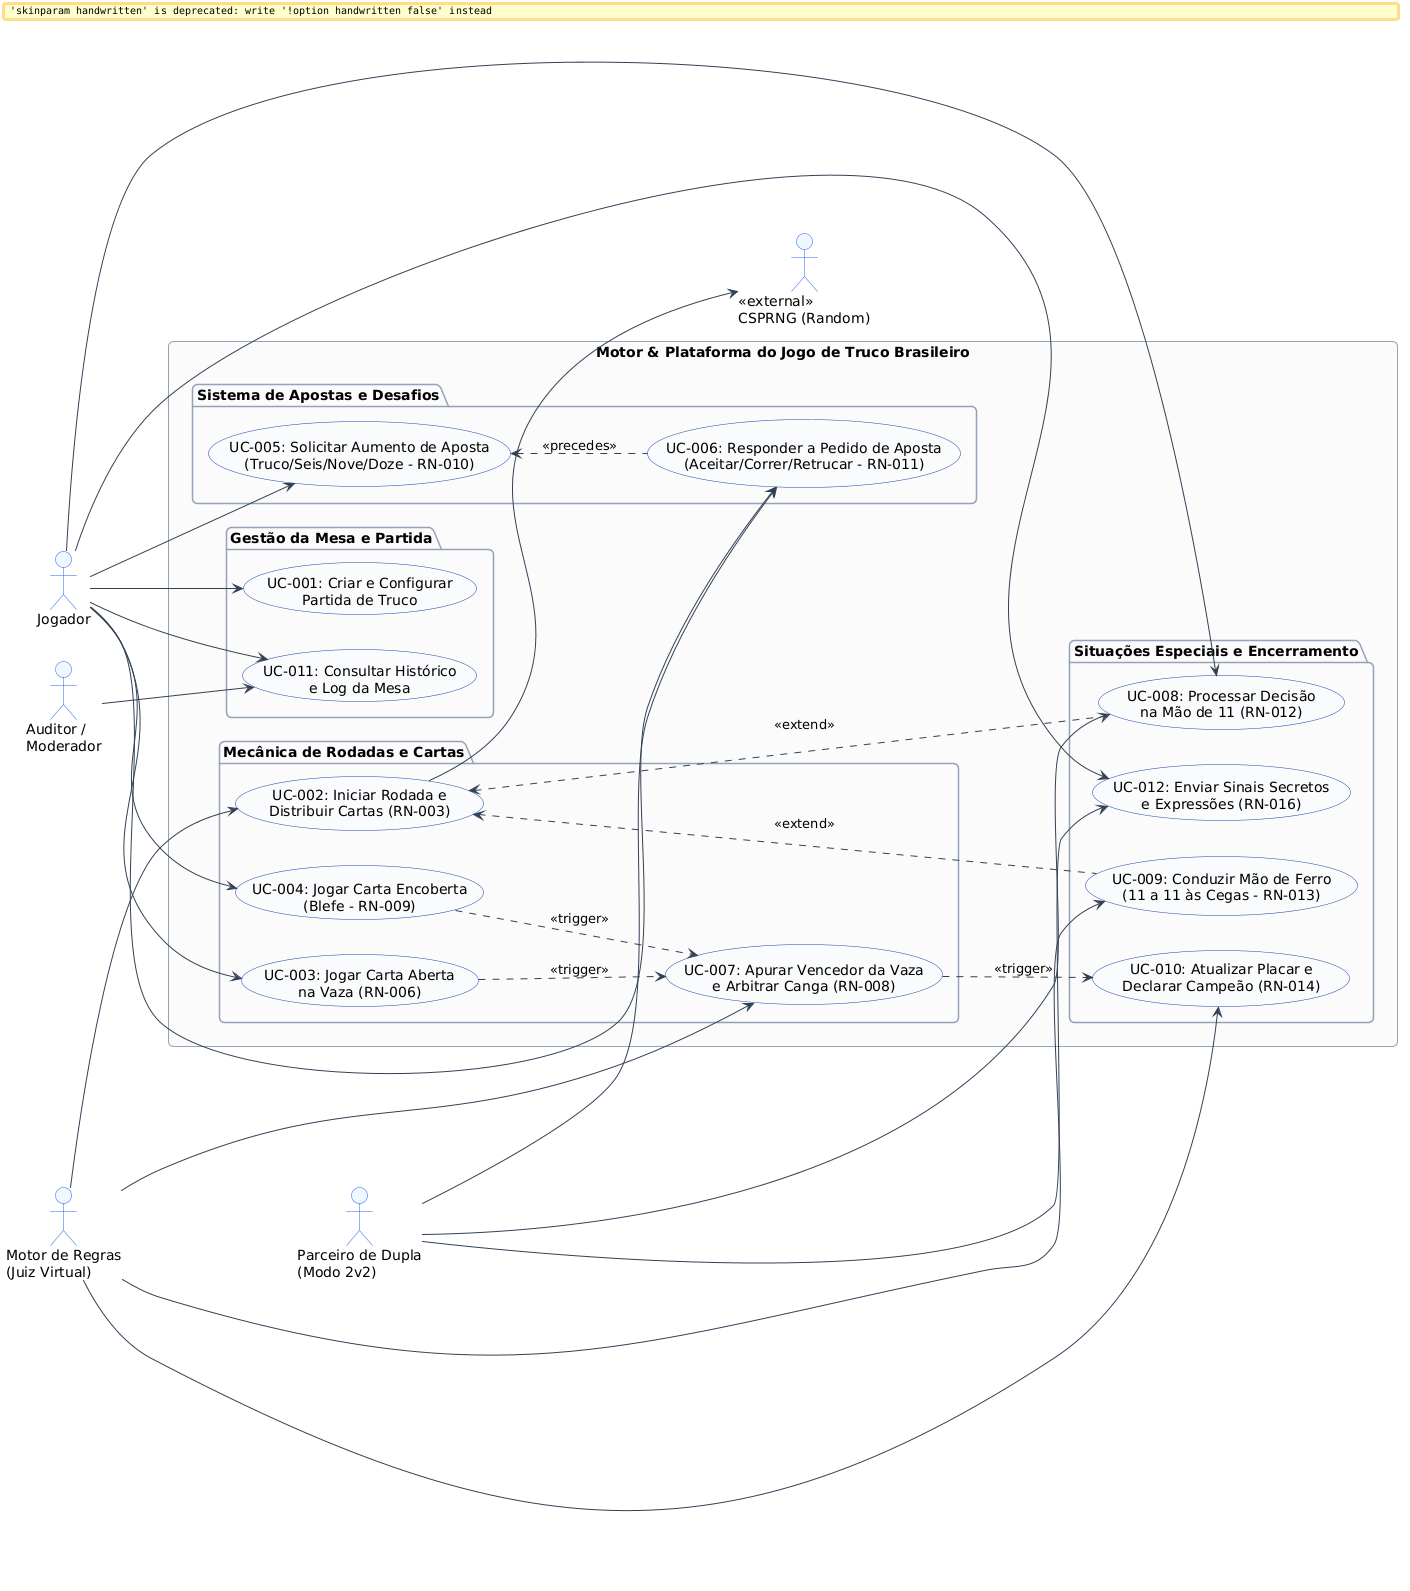 'skinparam handwritten' is deprecated: write '!option handwritten false' instead
«external»
CSPRNG (Random)
Motor & Plataforma do Jogo de Truco Brasileiro
Sistema de Apostas e Desafios
UC-005: Solicitar Aumento de Aposta
(Truco/Seis/Nove/Doze - RN-010)
«precedes»
UC-006: Responder a Pedido de Aposta
(Aceitar/Correr/Retrucar - RN-011)
Gestão da Mesa e Partida
UC-001: Criar e Configurar
Partida de Truco
UC-011: Consultar Histórico
e Log da Mesa
Jogador
Auditor /
Moderador
Situações Especiais e Encerramento
UC-008: Processar Decisão
na Mão de 11 (RN-012)
«extend»
Mecânica de Rodadas e Cartas
UC-002: Iniciar Rodada e
Distribuir Cartas (RN-003)
UC-012: Enviar Sinais Secretos
e Expressões (RN-016)
«extend»
UC-004: Jogar Carta Encoberta
(Blefe - RN-009)
UC-009: Conduzir Mão de Ferro
(11 a 11 às Cegas - RN-013)
«trigger»
UC-003: Jogar Carta Aberta
na Vaza (RN-006)
«trigger»
UC-007: Apurar Vencedor da Vaza
e Arbitrar Canga (RN-008)
«trigger»
UC-010: Atualizar Placar e
Declarar Campeão (RN-014)
Motor de Regras
(Juiz Virtual)
Parceiro de Dupla
(Modo 2v2)